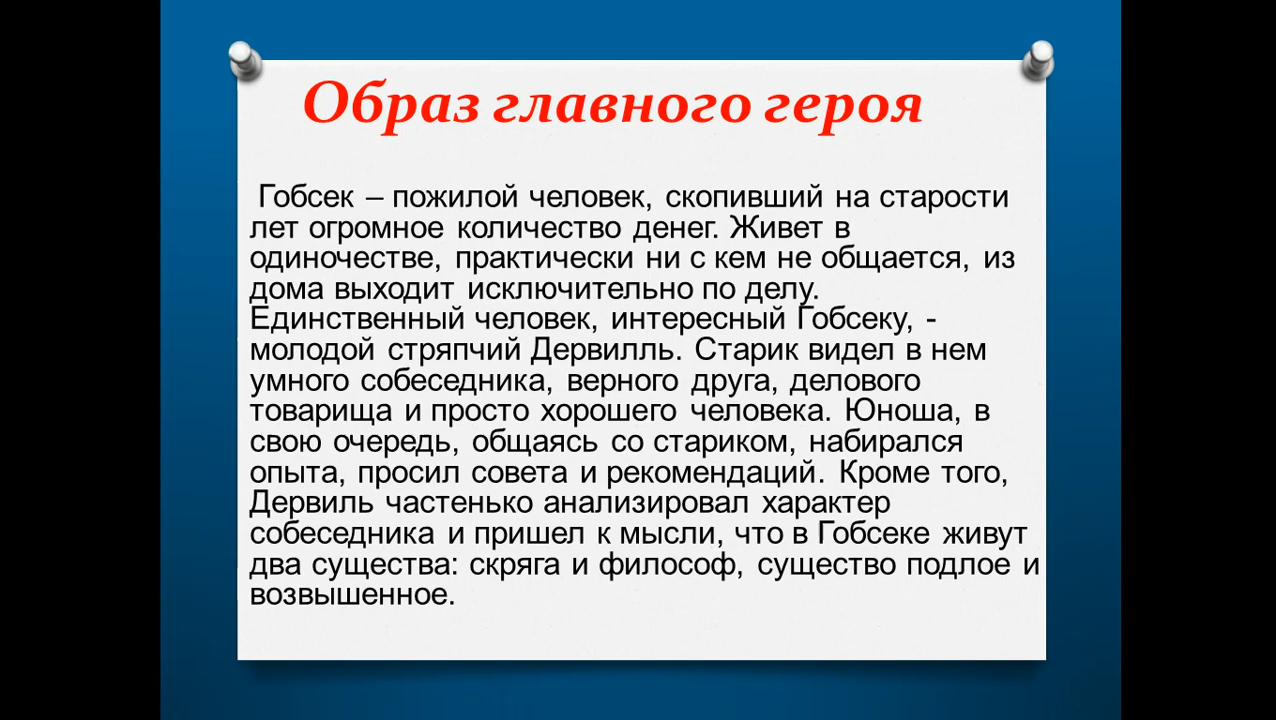 Образ главного героя
Гобсек – пожилой человек, скопивший на старости
лет огромное количество денег. Живет в
одиночестве, практически ни с кем не общается, из
дома выходит исключительно по делу.
Единственный человек, интересный Гобсеку, -
молодой стряпчий Дервилль. Старик видел в нем
умного собеседника, верного друга, делового
товарища и просто хорошего человека. Юноша, в
свою очередь, общаясь со стариком, набирался
опыта, просил совета и рекомендаций. Кроме того,
Дервиль частенько анализировал характер
собеседника и пришел к мысли, что в Гобсеке живут
два существа: скряга и философ, существо подлое и
возвышенное.